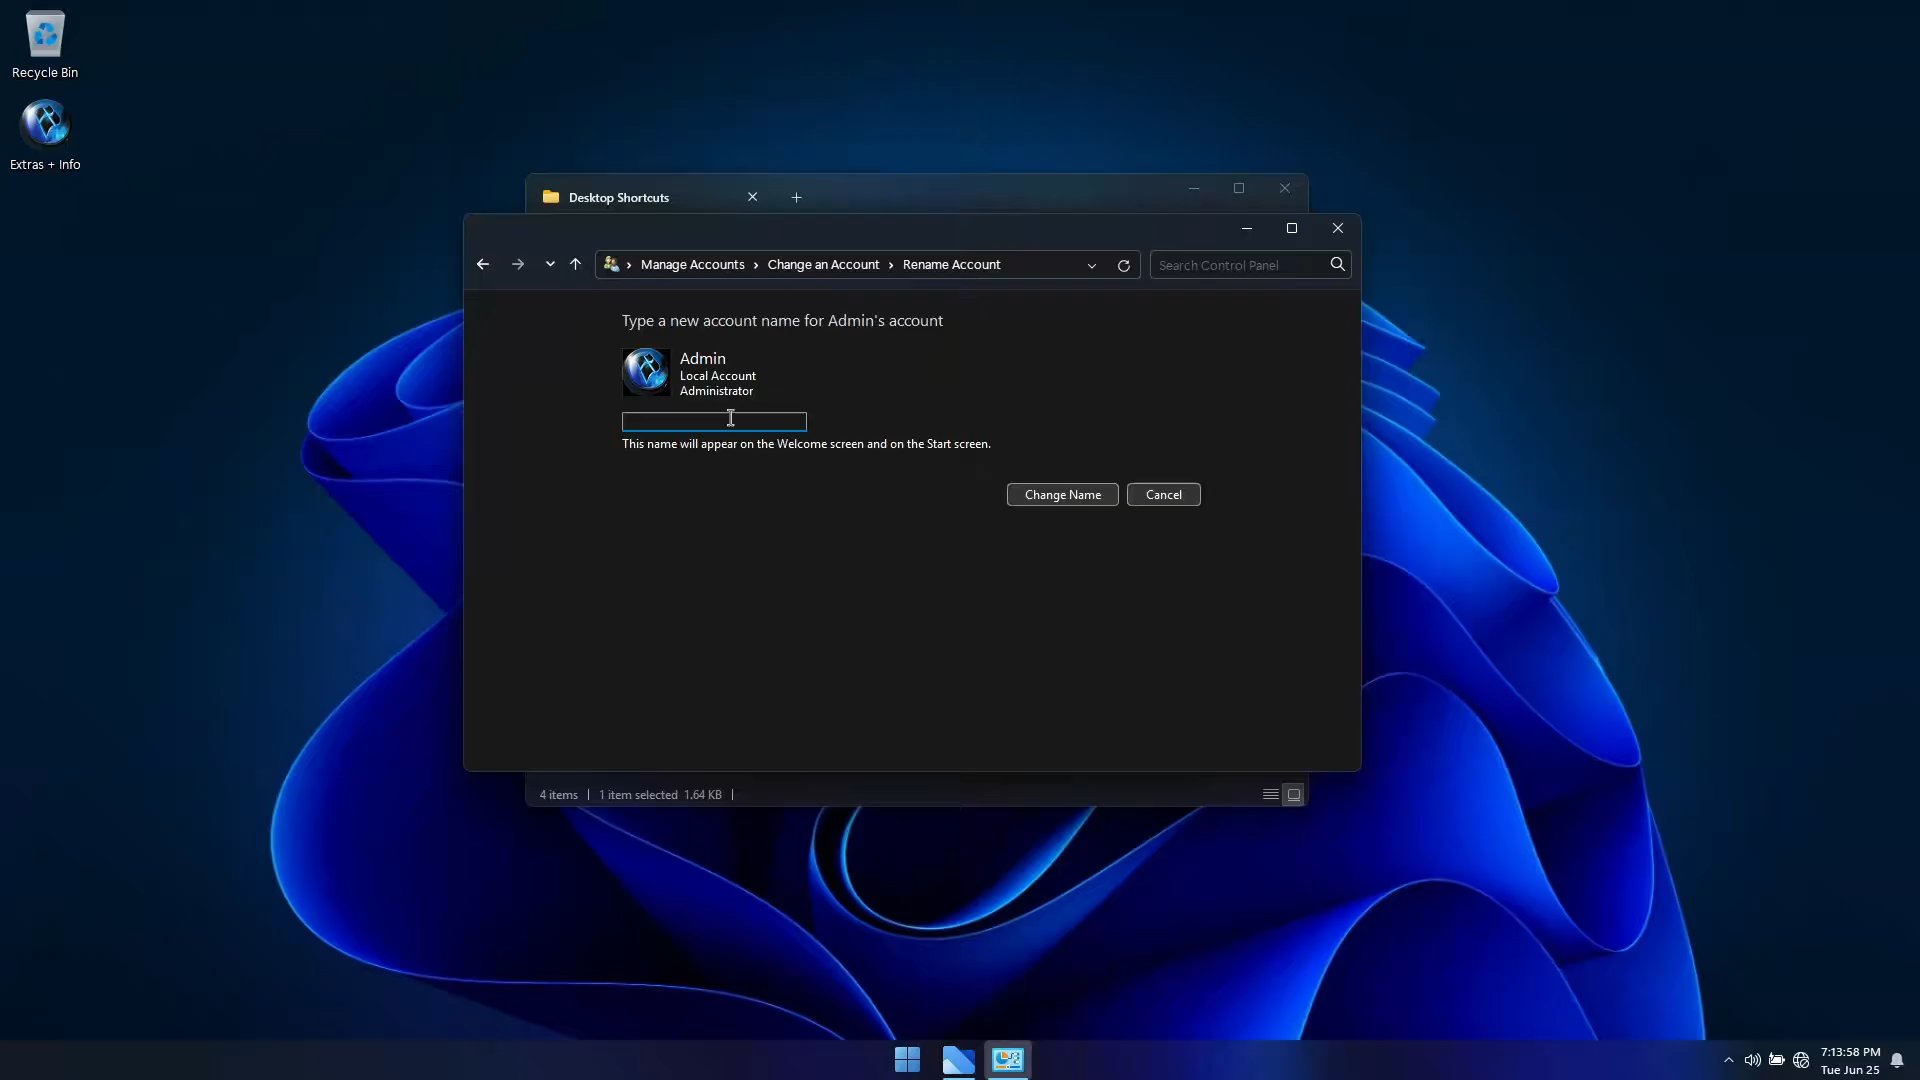 Recycle Bin
Extras + Info
Desktop Shortcuts
Manage Accounts > Change an Account > Rename Account
Search Control Panel
Type a new account name for Admin's account
Admin
Local Account
Administrator
This name will appear on the Welcome screen and on the Start screen.
Change Name Cancel
4 items | 1 item selected 1.64 KB |
7:13:58 PM
Tue Jun 25